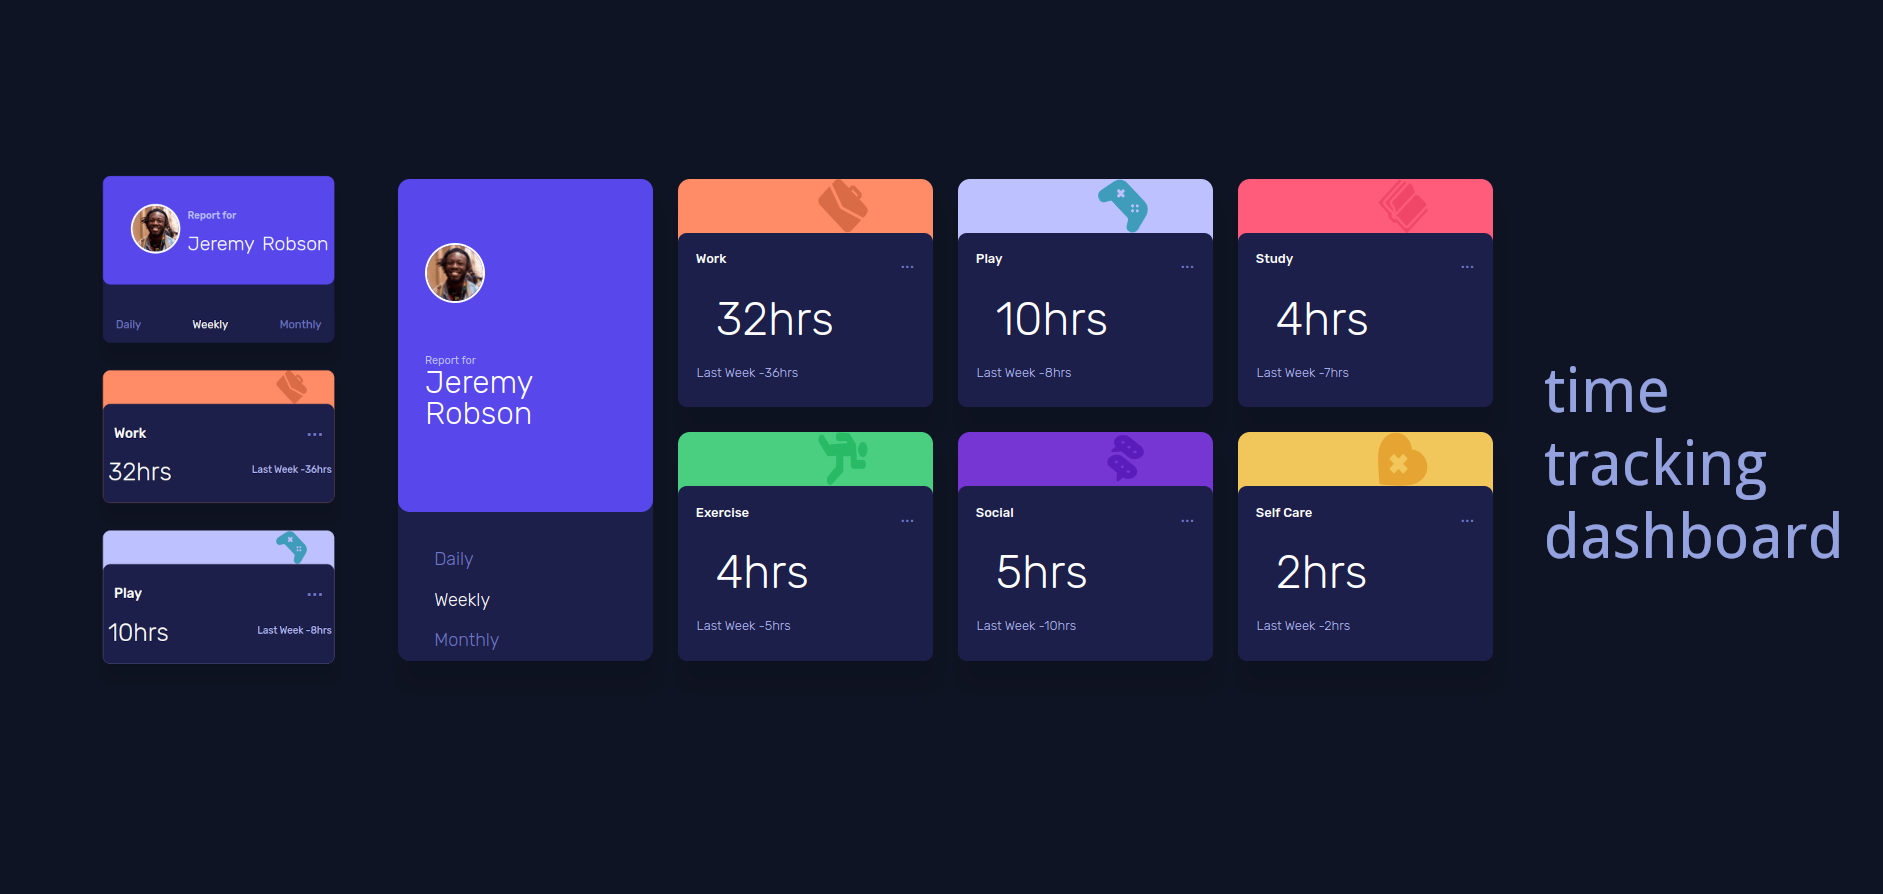 Report for
Jeremy Robson
Daily Weekly Monthly
Work
...
32hrs
Last Week -36hrs
Play
...
10hrs
Last Week -8hrs
Report for
Jeremy
Robson
Daily
Weekly
Monthly
Work
...
32hrs
Last Week -36hrs
Play
...
10hrs
Last Week -8hrs
Study
...
4hrs
Last Week -7hrs
Exercise
...
4hrs
Last Week -5hrs
Social
...
5hrs
Last Week -10hrs
Self Care
...
2hrs
Last Week -2hrs
time
tracking
dashboard